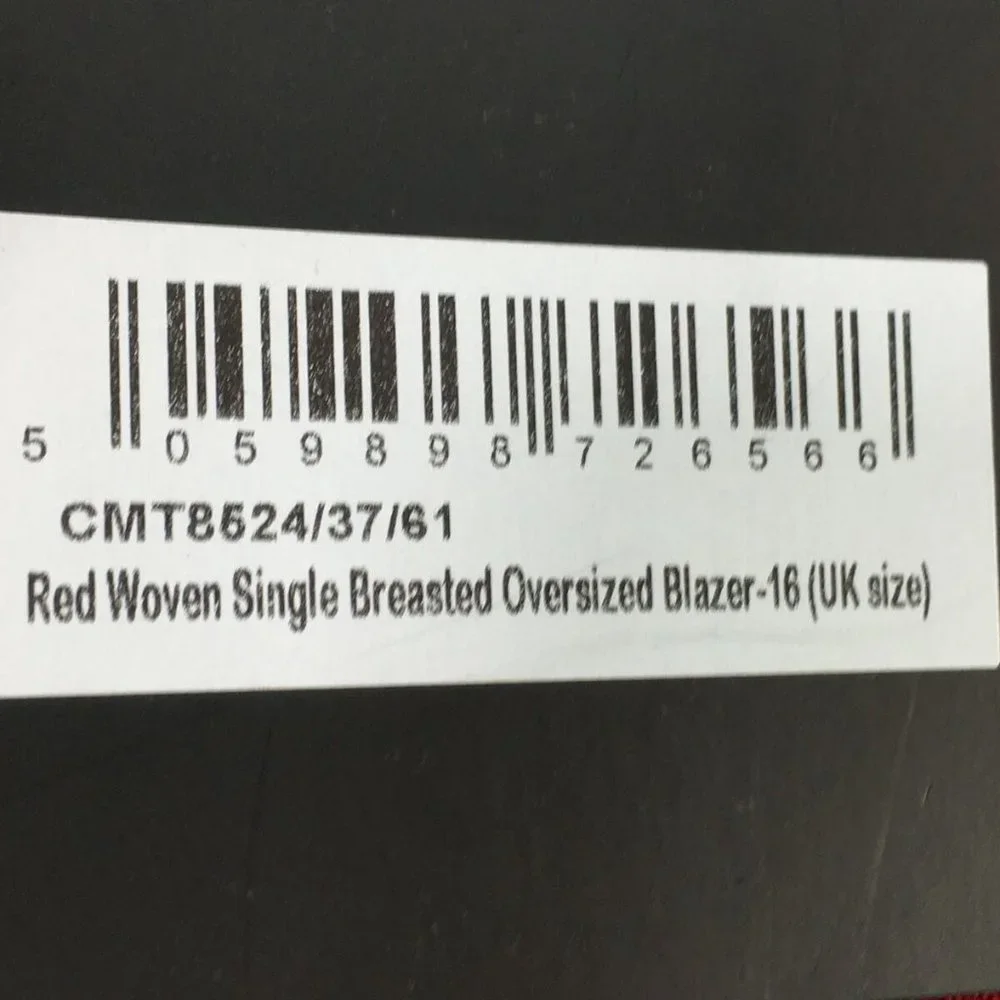 5 059898 726566
CMT8524/37/61
Red Woven Single Breasted Oversized Blazer-16 (UK size)